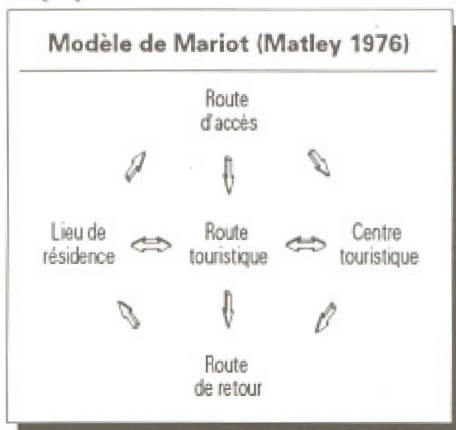 Modèle de Mariot (Matley 1976)
Route
d'accès
Lieu de
résidence
Route
touristique
Centre
touristique
Route
de retour